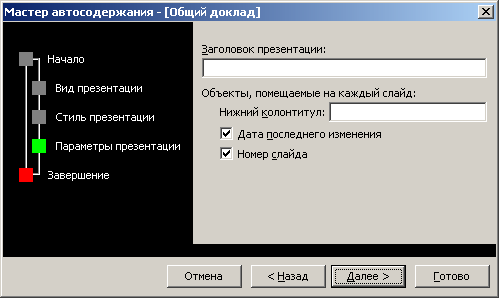 Мастер автосодержания - [Общий доклад]
Начало
Вид презентации
Стиль презентации
Параметры презентации
Завершение
Заголовок презентации:
Объекты, помещаемые на каждый слайд:
Нижний колонтитул:
Дата последнего изменения
Номер слайда
Отмена
< Назад
Далее >
Готово